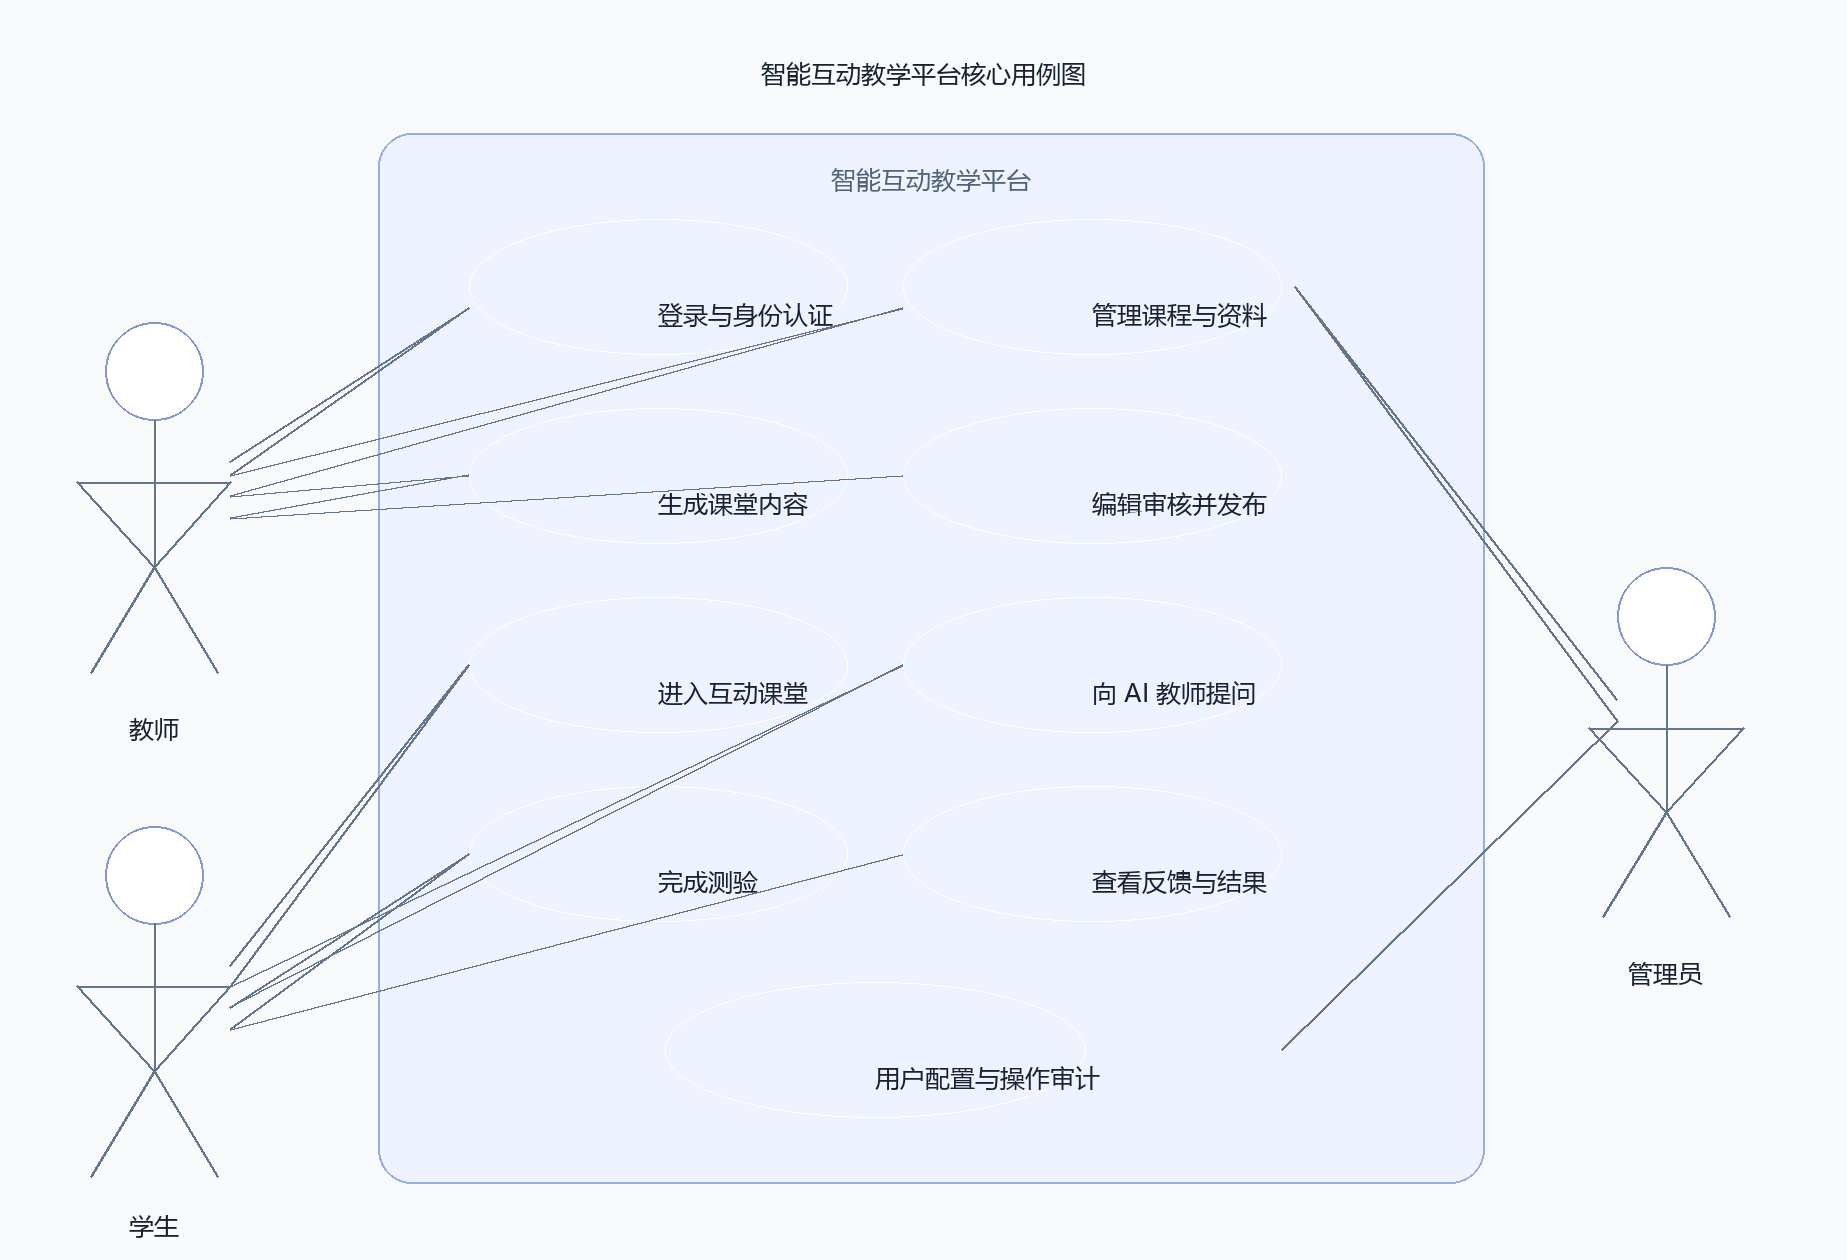 智能互动教学平台核心用例图
智能互动教学平台
登录与身份认证
管理课程与资料
生成课堂内容
编辑审核并发布
进入互动课堂
向 AI 教师提问
教师
完成测验
查看反馈与结果
管理员
用户配置与操作审计
学生